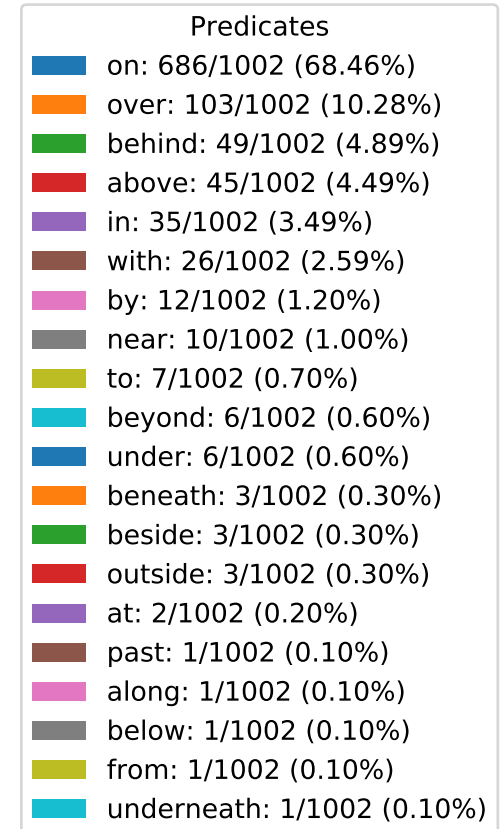 Predicates
on: 686/1002 (68.46%)
over: 103/1002 (10.28%)
behind: 49/1002 (4.89%)
above: 45/1002 (4.49%)
in: 35/1002 (3.49%)
with: 26/1002 (2.59%)
by: 12/1002 (1.20%)
near: 10/1002 (1.00%)
to: 7/1002 (0.70%)
beyond: 6/1002 (0.60%)
under: 6/1002 (0.60%)
beneath: 3/1002 (0.30%)
beside: 3/1002 (0.30%)
outside: 3/1002 (0.30%)
at: 2/1002 (0.20%)
past: 1/1002 (0.10%)
along: 1/1002 (0.10%)
below: 1/1002 (0.10%)
from: 1/1002 (0.10%)
underneath: 1/1002 (0.10%)